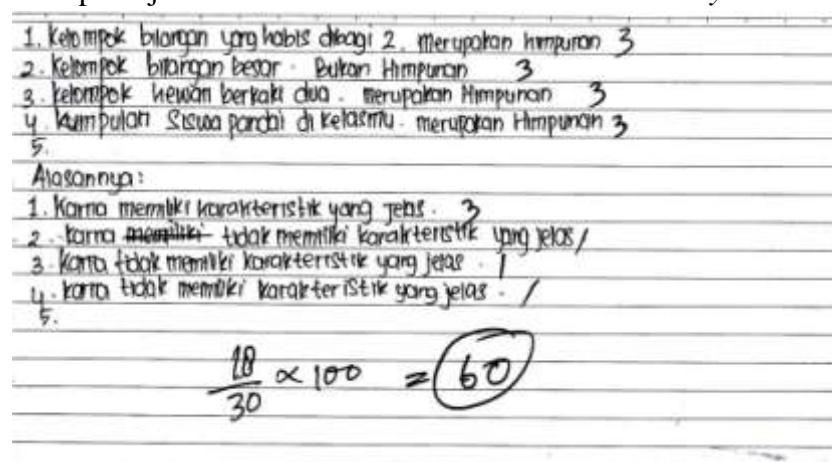 1. Kelompok bilangan yang habis dibagi 2. merupakan himpunan 3
2. Kelompok bilangan besar. Bukan Himpunan 3
3. Kelompok hewan berkaki dua. merupakan Himpunan 3
4. Kumpulan Siswa pandai di kelasmu. merupakan Himpunan 3
5.
Alasannya:
1. Karna memiliki karakteristik yang jelas. 3
2. Karna memiliki tidak memiliki karakteristik yang jelas /
3. Karna tidak memiliki karakteristik yang jelas. 1
4. Karna tidak memiliki karakteristik yang jelas. /
5.
18/30 x 100 = 60